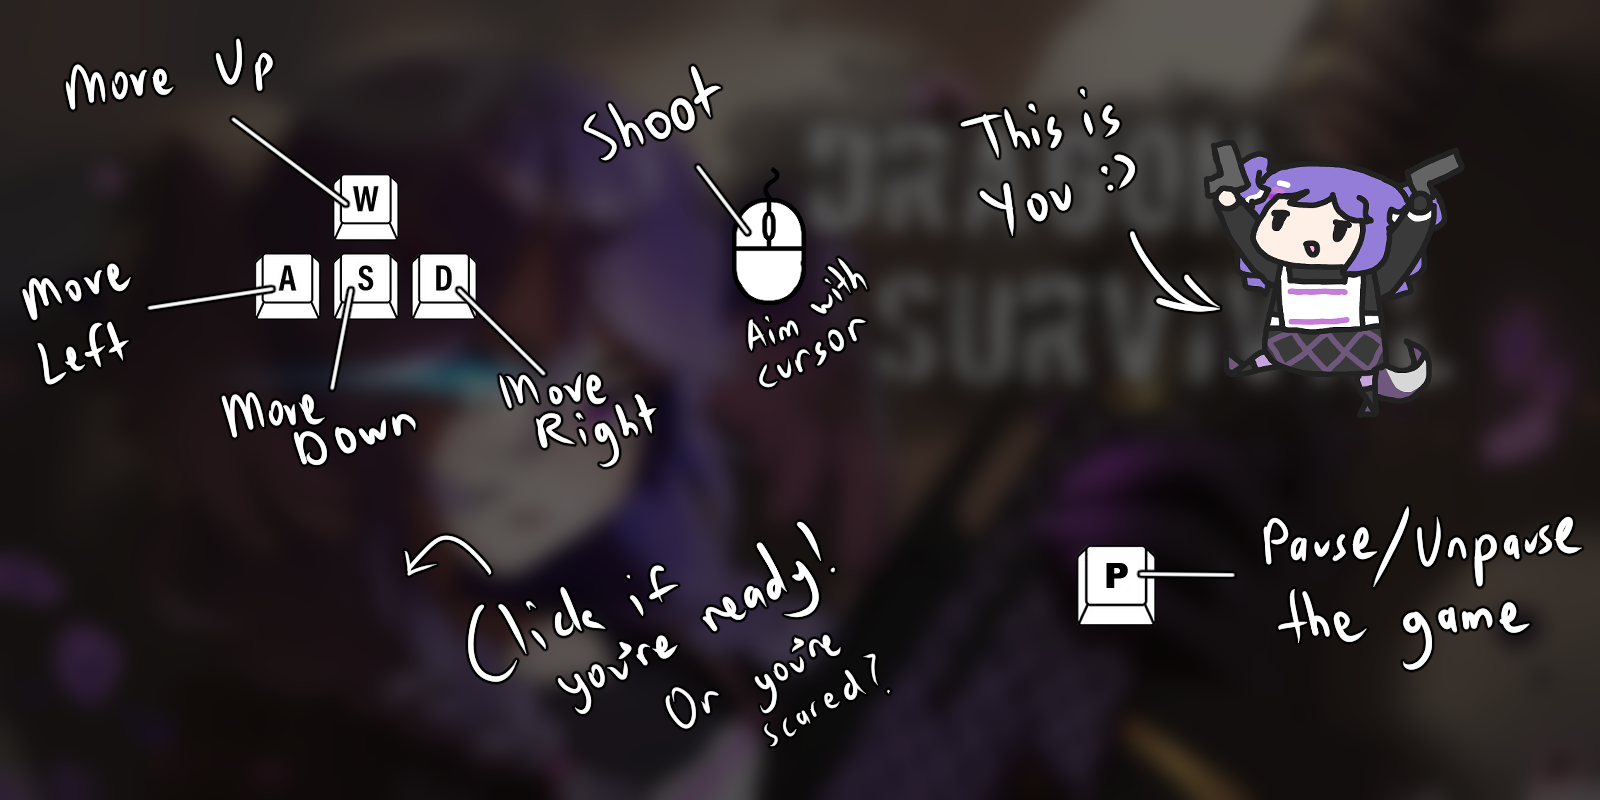 Move Up
W
Move
Left
A S D
Move
Down
Move
Right
Shoot
Aim with
cursor
This is
You :)
DRAGON
Click if
you're ready!
Or you're
scared?
P
Pause/Unpause
the game